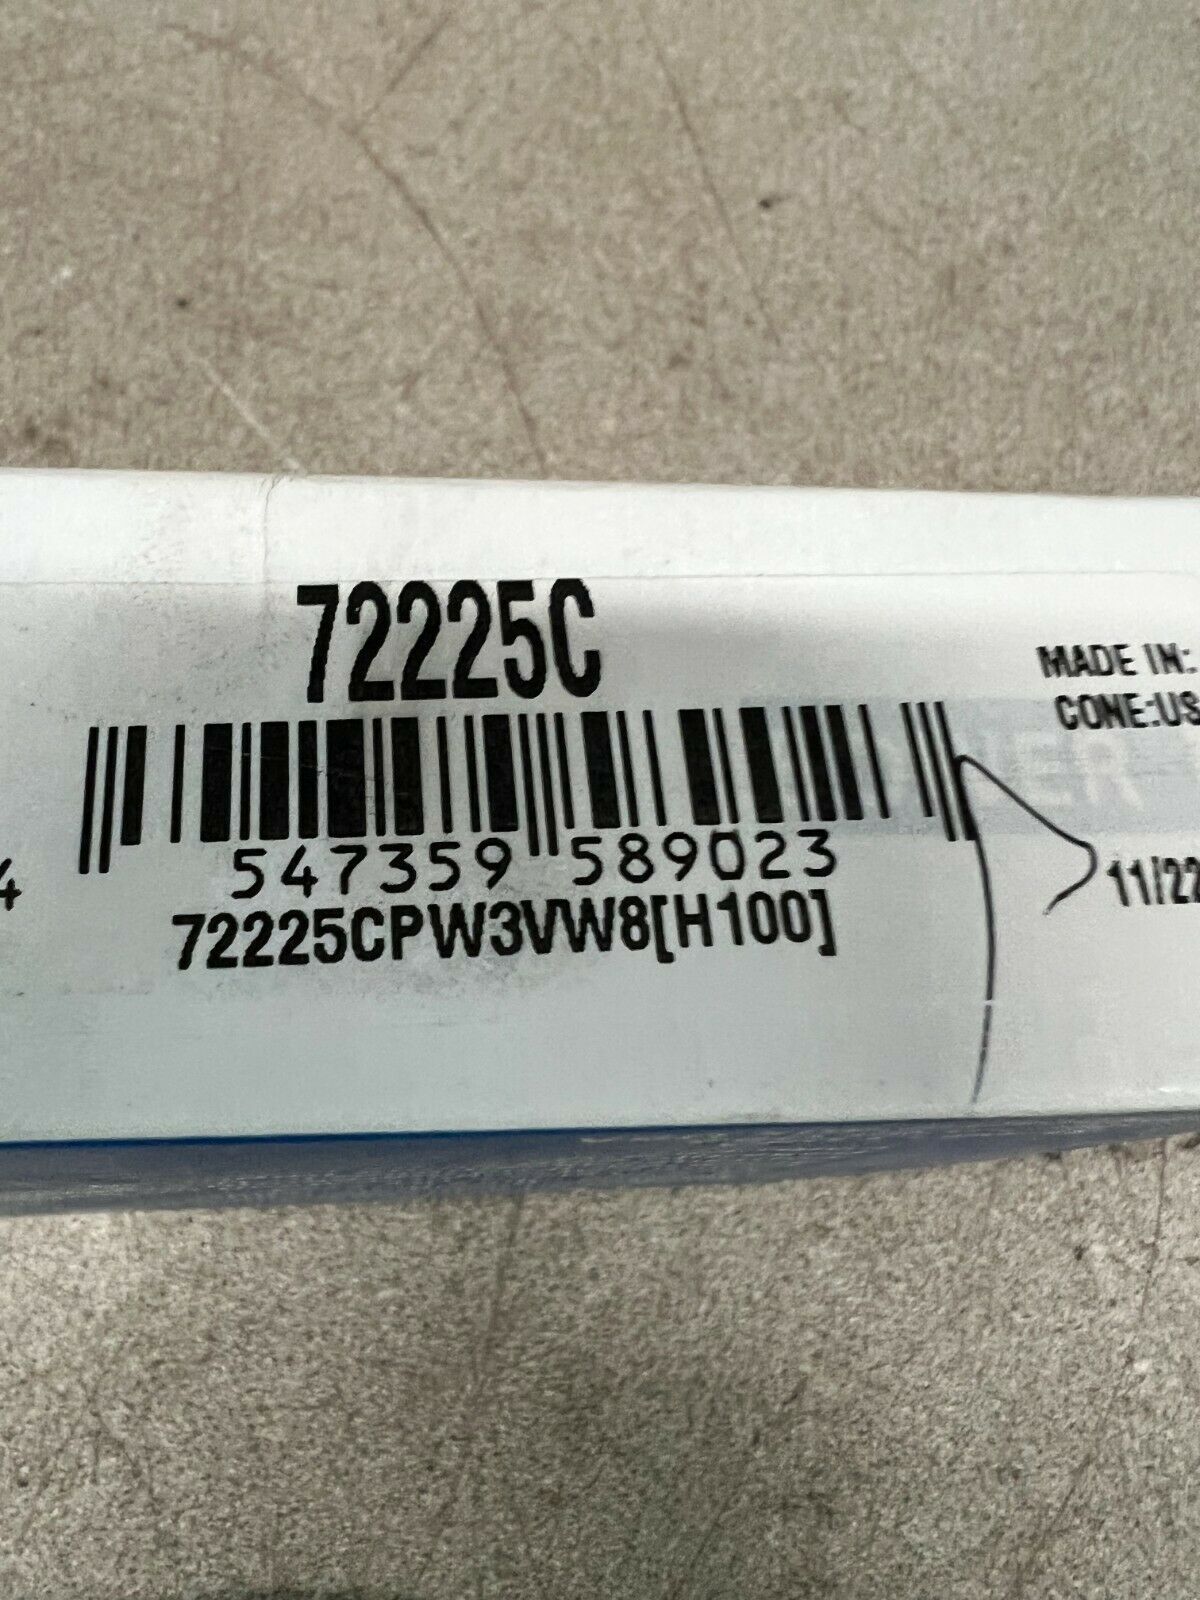 72225C
MADE IN:
CONE:US
4
547359 589023
11/22
72225CPW3VW8[H100]